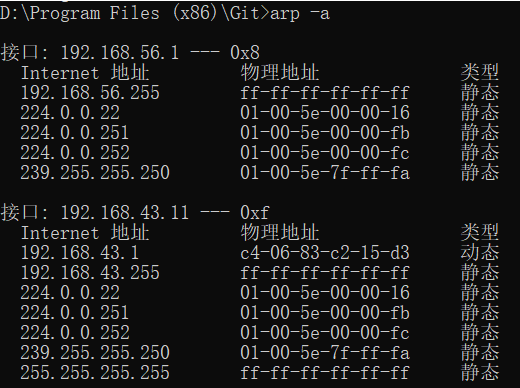 D:\Program Files (x86)\Git>arp -a
接口: 192.168.56.1 --- 0x8
Internet 地址 物理地址 类型
192.168.56.255 ff-ff-ff-ff-ff-ff 静态
224.0.0.22 01-00-5e-00-00-16 静态
224.0.0.251 01-00-5e-00-00-fb 静态
224.0.0.252 01-00-5e-00-00-fc 静态
239.255.255.250 01-00-5e-7f-ff-fa 静态
接口: 192.168.43.11 --- 0xf
Internet 地址 物理地址 类型
192.168.43.1 c4-06-83-c2-15-d3 动态
192.168.43.255 ff-ff-ff-ff-ff-ff 静态
224.0.0.22 01-00-5e-00-00-16 静态
224.0.0.251 01-00-5e-00-00-fb 静态
224.0.0.252 01-00-5e-00-00-fc 静态
239.255.255.250 01-00-5e-7f-ff-fa 静态
255.255.255.255 ff-ff-ff-ff-ff-ff 静态